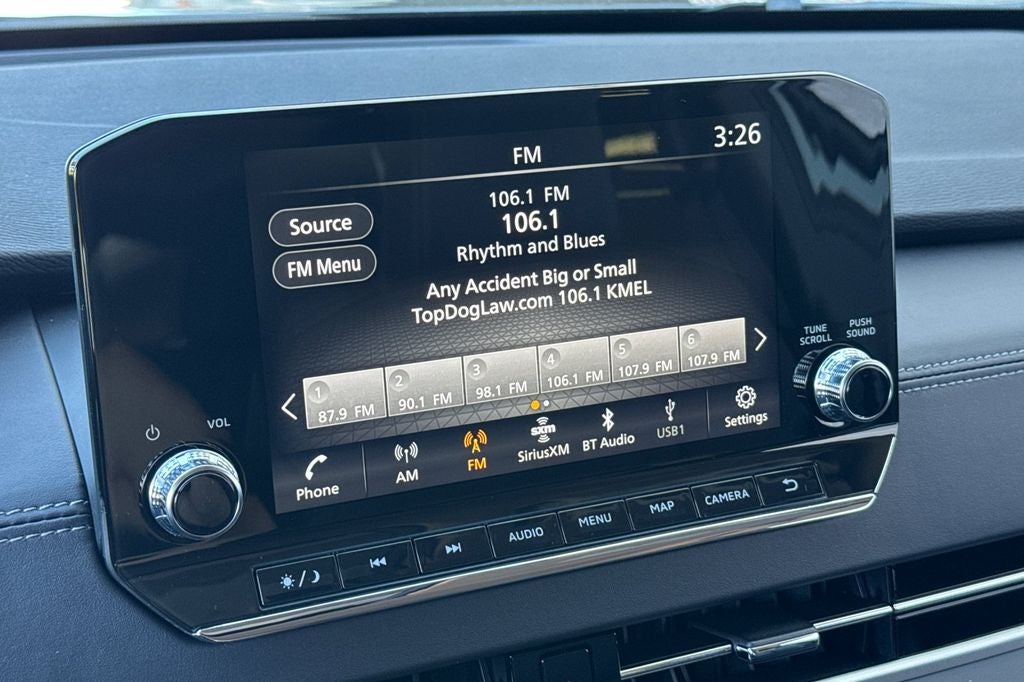 FM
3:26
Source
FM Menu
106.1 FM
106.1
Rhythm and Blues
Any Accident Big or Small
TopDogLaw.com 106.1 KMEL
1
87.9 FM
2
90.1 FM
3
98.1 FM
4
106.1 FM
5
107.9 FM
6
107.9 FM
Phone
AM
FM
sxm
SiriusXM
BT Audio
USB1
Settings
VOL
TUNE
SCROLL
PUSH
SOUND
AUDIO
MENU
MAP
CAMERA